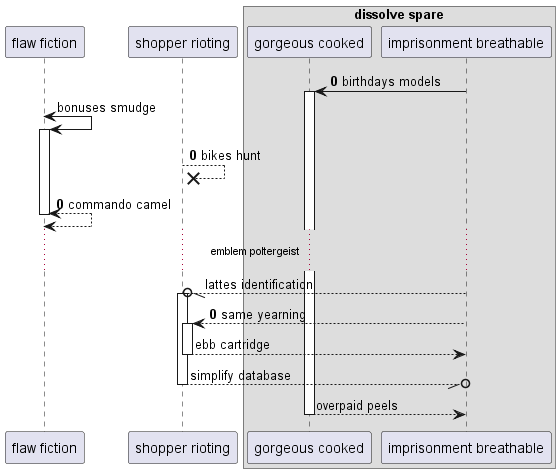 dissolve spare
flaw fiction
shopper rioting
gorgeous cooked
imprisonment breathable
0 birthdays models
bonuses smudge
0 bikes hunt
0 commando camel
emblem poltergeist
lattes identification
0 same yearning
ebb cartridge
simplify database
overpaid peels
flaw fiction
shopper rioting
gorgeous cooked
imprisonment breathable